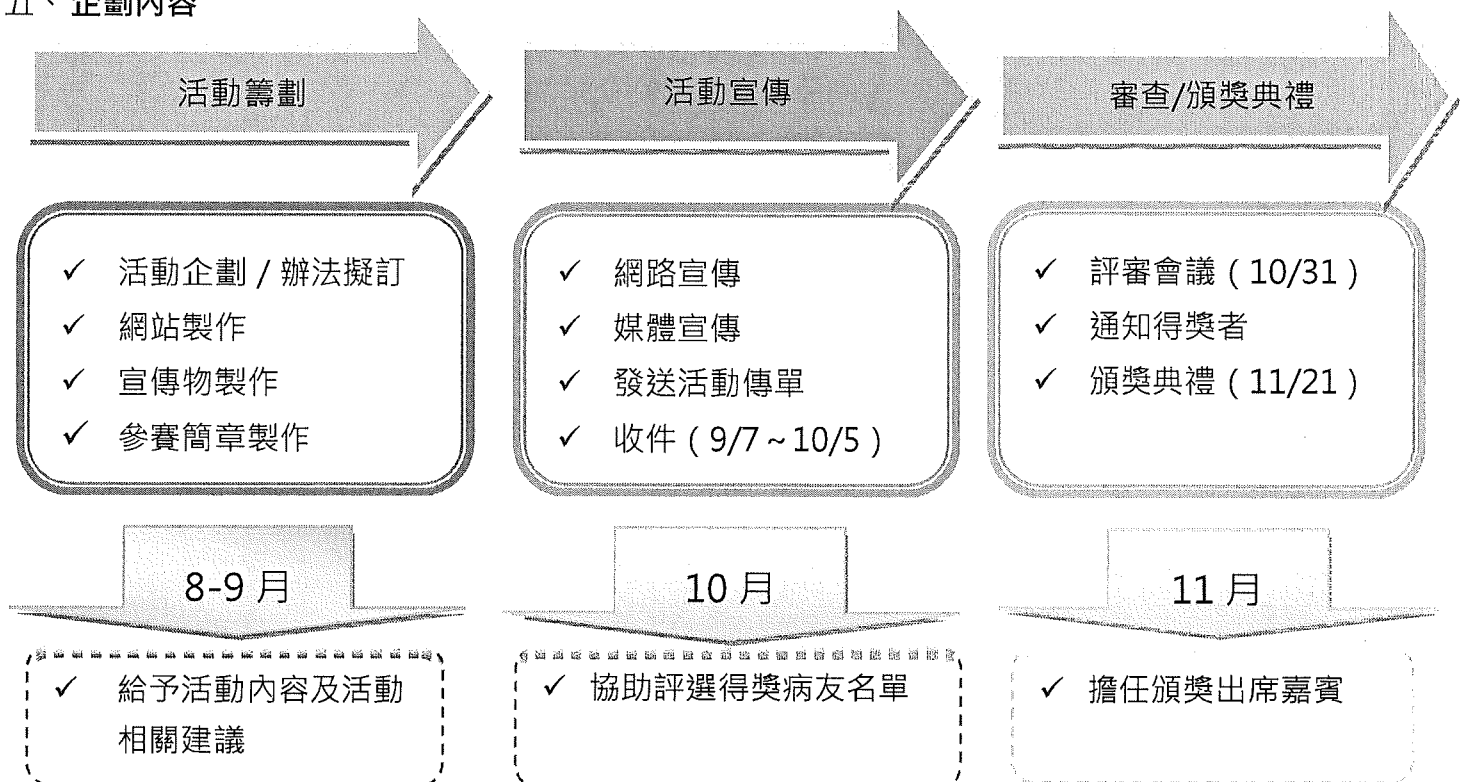 五、企劃內容
活動籌劃
✓ 活動企劃 / 辦法擬訂
✓ 網站製作
✓ 宣傳物製作
✓ 參賽簡章製作
8-9 月
✓ 給予活動內容及活動
相關建議
活動宣傳
✓ 網路宣傳
✓ 媒體宣傳
✓ 發送活動傳單
✓ 收件 ( 9/7 ~ 10/5 )
10 月
✓ 協助評選得獎病友名單
審查/頒獎典禮
✓ 評審會議 ( 10/31 )
✓ 通知得獎者
✓ 頒獎典禮 ( 11/21 )
11 月
✓ 擔任頒獎出席嘉賓